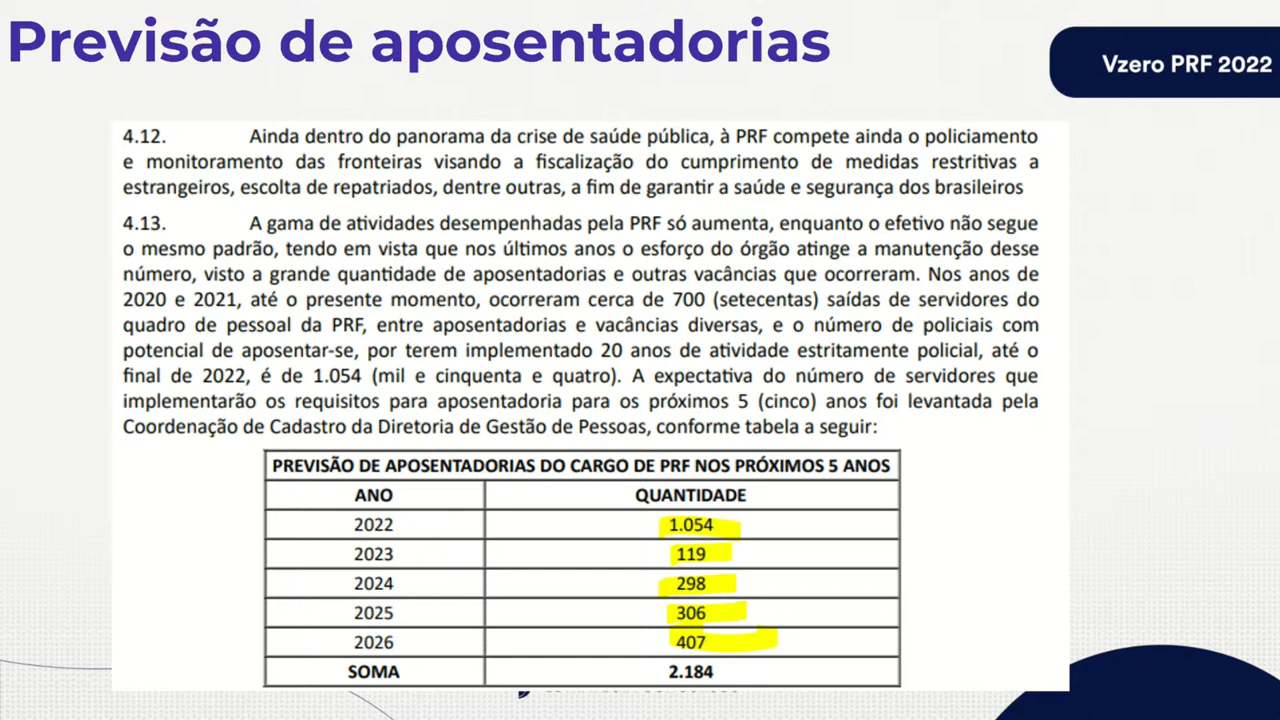 Previsão de aposentadorias
Vzero PRF 2022
4.12. Ainda dentro do panorama da crise de saúde pública, à PRF compete ainda o policiamento
e monitoramento das fronteiras visando a fiscalização do cumprimento de medidas restritivas a
estrangeiros, escolta de repatriados, dentre outras, a fim de garantir a saúde e segurança dos brasileiros
4.13. A gama de atividades desempenhadas pela PRF só aumenta, enquanto o efetivo não segue
o mesmo padrão, tendo em vista que nos últimos anos o esforço do órgão atinge a manutenção desse
número, visto a grande quantidade de aposentadorias e outras vacâncias que ocorreram. Nos anos de
2020 e 2021, até o presente momento, ocorreram cerca de 700 (setecentas) saídas de servidores do
quadro de pessoal da PRF, entre aposentadorias e vacâncias diversas, e o número de policiais com
potencial de aposentar-se, por terem implementado 20 anos de atividade estritamente policial, até o
final de 2022, é de 1.054 (mil e cinquenta e quatro). A expectativa do número de servidores que
implementarão os requisitos para aposentadoria para os próximos 5 (cinco) anos foi levantada pela
Coordenação de Cadastro da Diretoria de Gestão de Pessoas, conforme tabela a seguir:
PREVISÃO DE APOSENTADORIAS DO CARGO DE PRF NOS PRÓXIMOS 5 ANOS
ANO QUANTIDADE
2022 1.054
2023 119
2024 298
2025 306
2026 407
SOMA 2.184